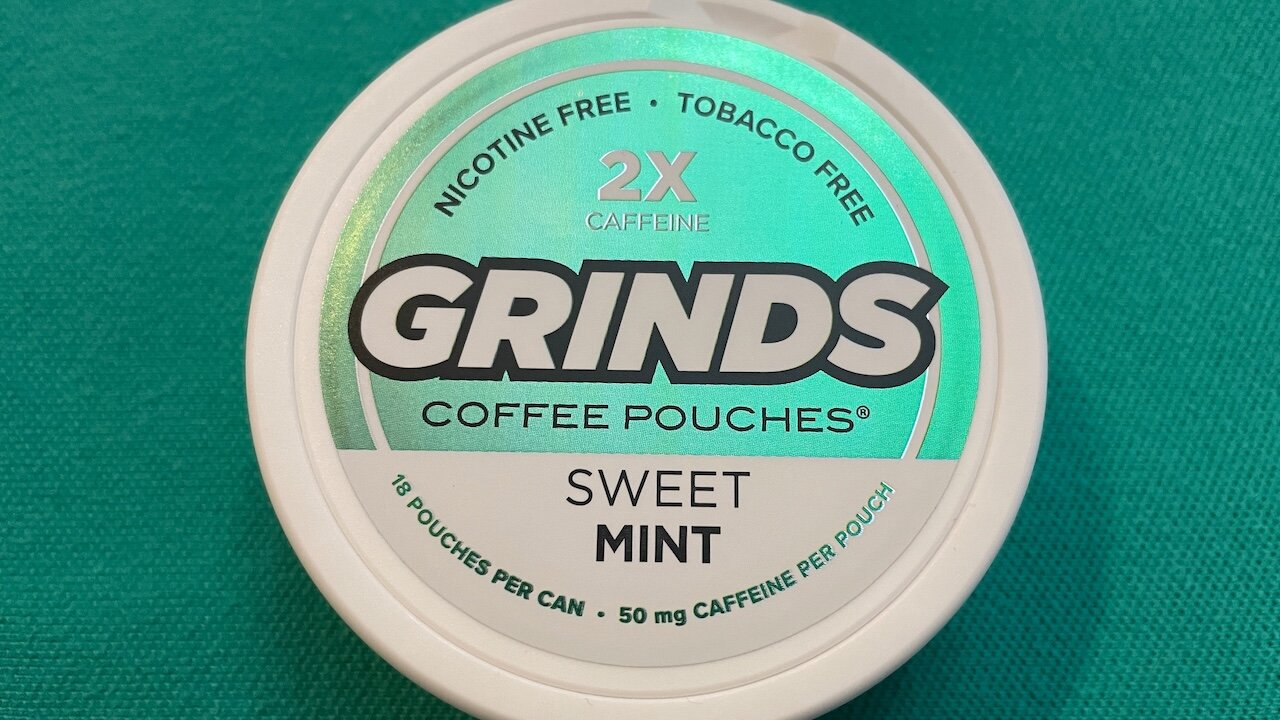 NICOTINE FREE • TOBACCO FREE
2X
CAFFEINE
GRINDS
COFFEE POUCHES®
SWEET
MINT
18 POUCHES PER CAN • 50 mg CAFFEINE PER POUCH